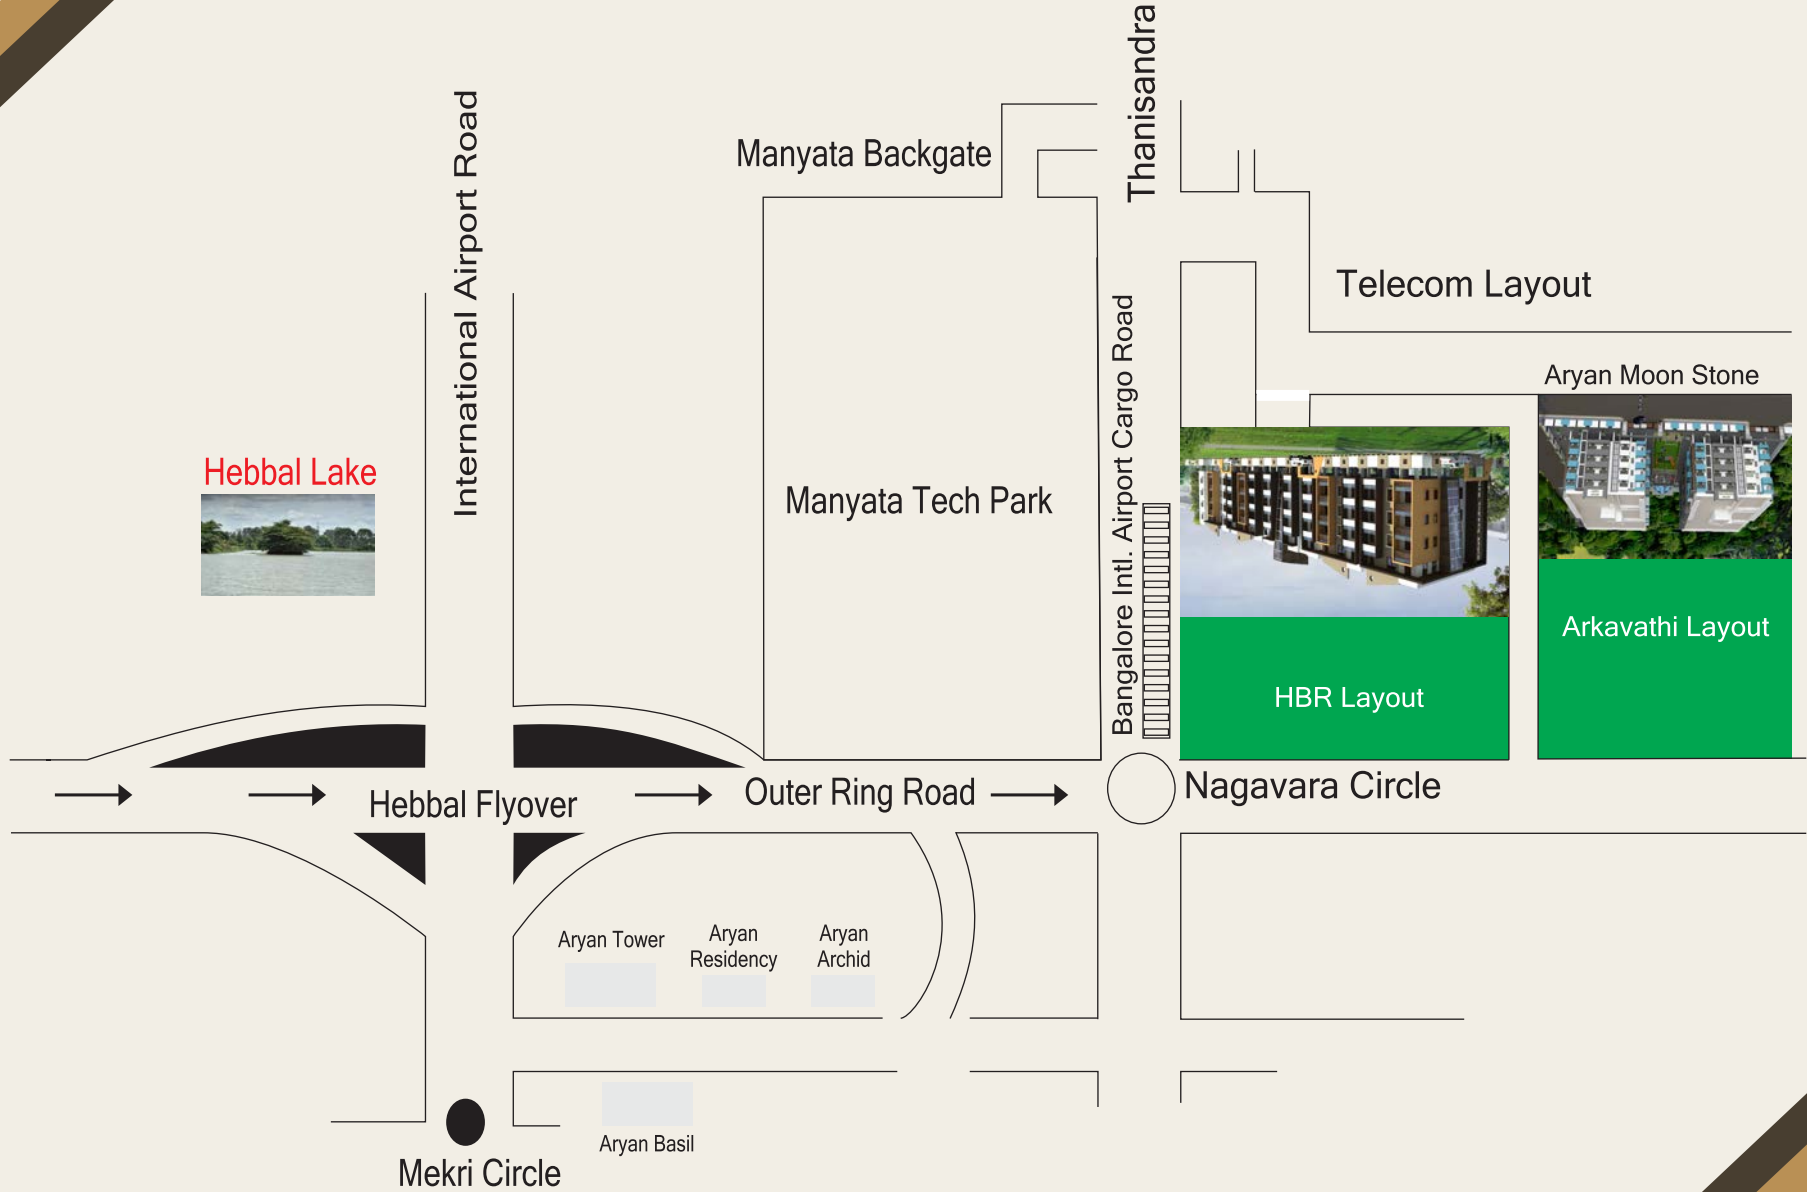 Thanisandra
International Airport Road
Manyata Backgate
Telecom Layout
Aryan Moon Stone
Bangalore Intl. Airport Cargo Road
Hebbal Lake
Manyata Tech Park
Arkavathi Layout
HBR Layout
Hebbal Flyover
Outer Ring Road
Nagavara Circle
Aryan Tower
Aryan
Residency
Aryan
Archid
Aryan Basil
Mekri Circle